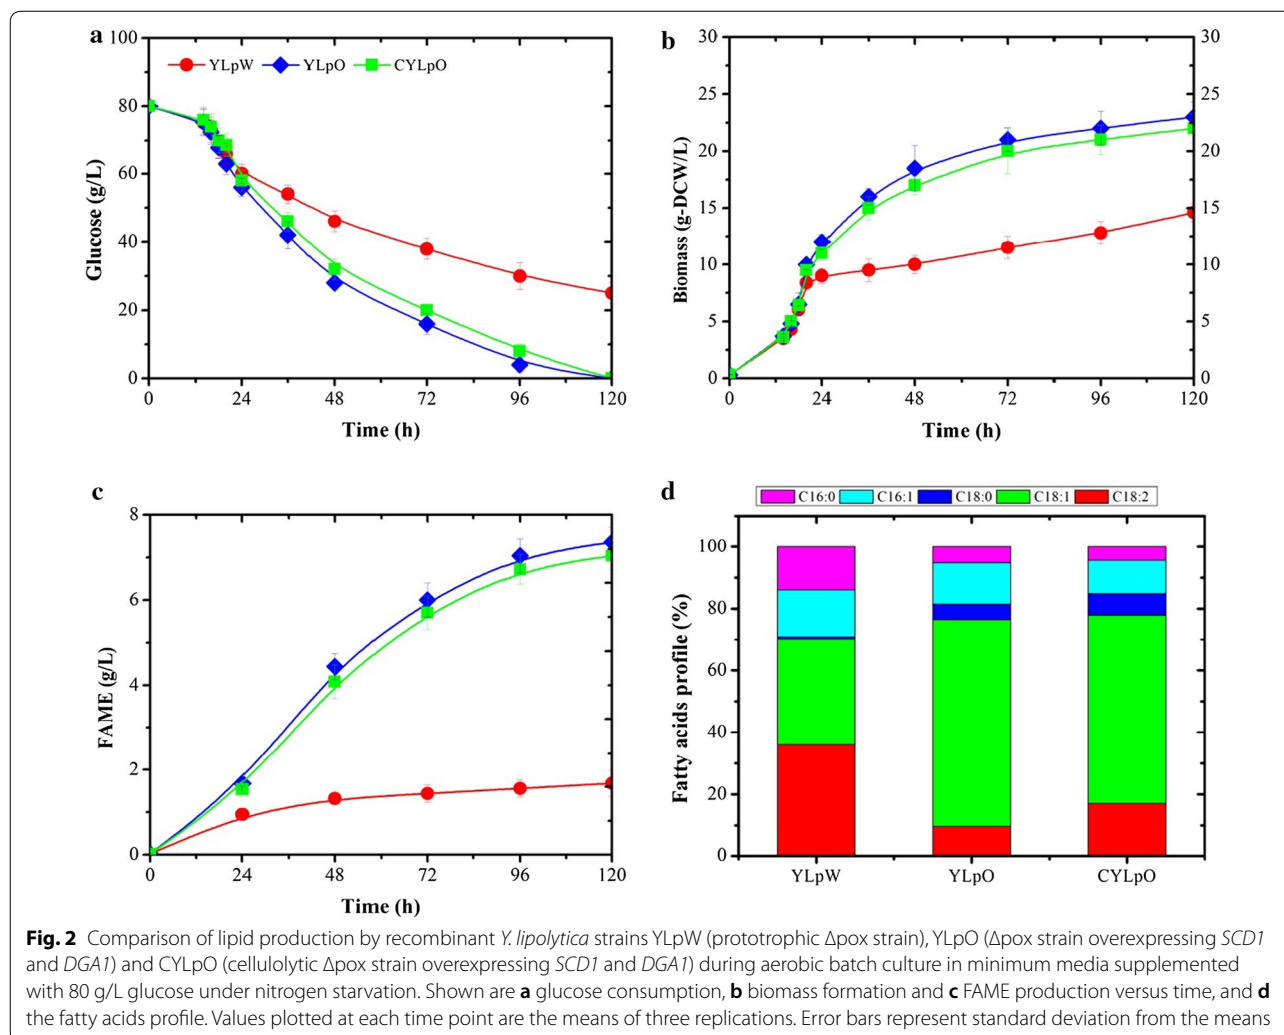 a
100
80
60
40
20
0
Glucose (g/L)
YLpW YLpO CYLpO
0 24 48 72 96 120
Time (h)
b
30 30
25 25
20 20
15 15
10 10
5 5
0 0
Biomass (g-DCW/L)
0 24 48 72 96 120
Time (h)
c
8
6
4
2
0
FAME (g/L)
0 24 48 72 96 120
Time (h)
d
C16:0 C16:1 C18:0 C18:1 C18:2
100
80
60
40
20
0
Fatty acids profile (%)
YLpW YLpO CYLpO
Fig. 2 Comparison of lipid production by recombinant Y. lipolytica strains YLpW (prototrophic Δpox strain), YLpO (Δpox strain overexpressing SCD1
and DGA1) and CYLpO (cellulolytic Δpox strain overexpressing SCD1 and DGA1) during aerobic batch culture in minimum media supplemented
with 80 g/L glucose under nitrogen starvation. Shown are a glucose consumption, b biomass formation and c FAME production versus time, and d
the fatty acids profile. Values plotted at each time point are the means of three replications. Error bars represent standard deviation from the means